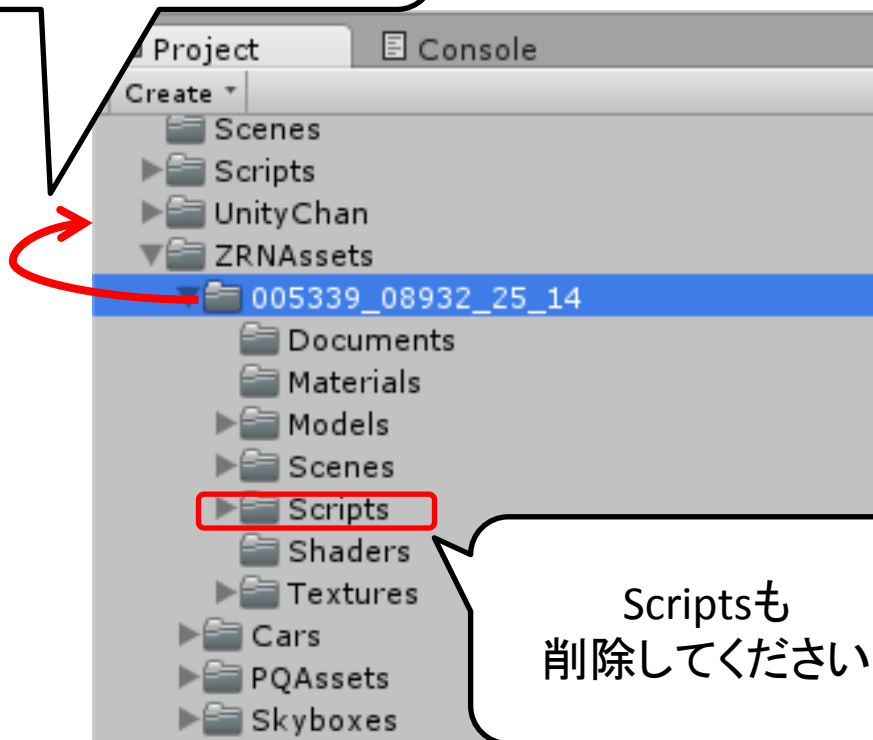 Project
Console
Create
Scenes
Scripts
UnityChan
ZRNAssets
005339_08932_25_14
Documents
Materials
Models
Scenes
Scripts
Shaders
Textures
Cars
PQAssets
Skyboxes
Scriptsも
削除してください